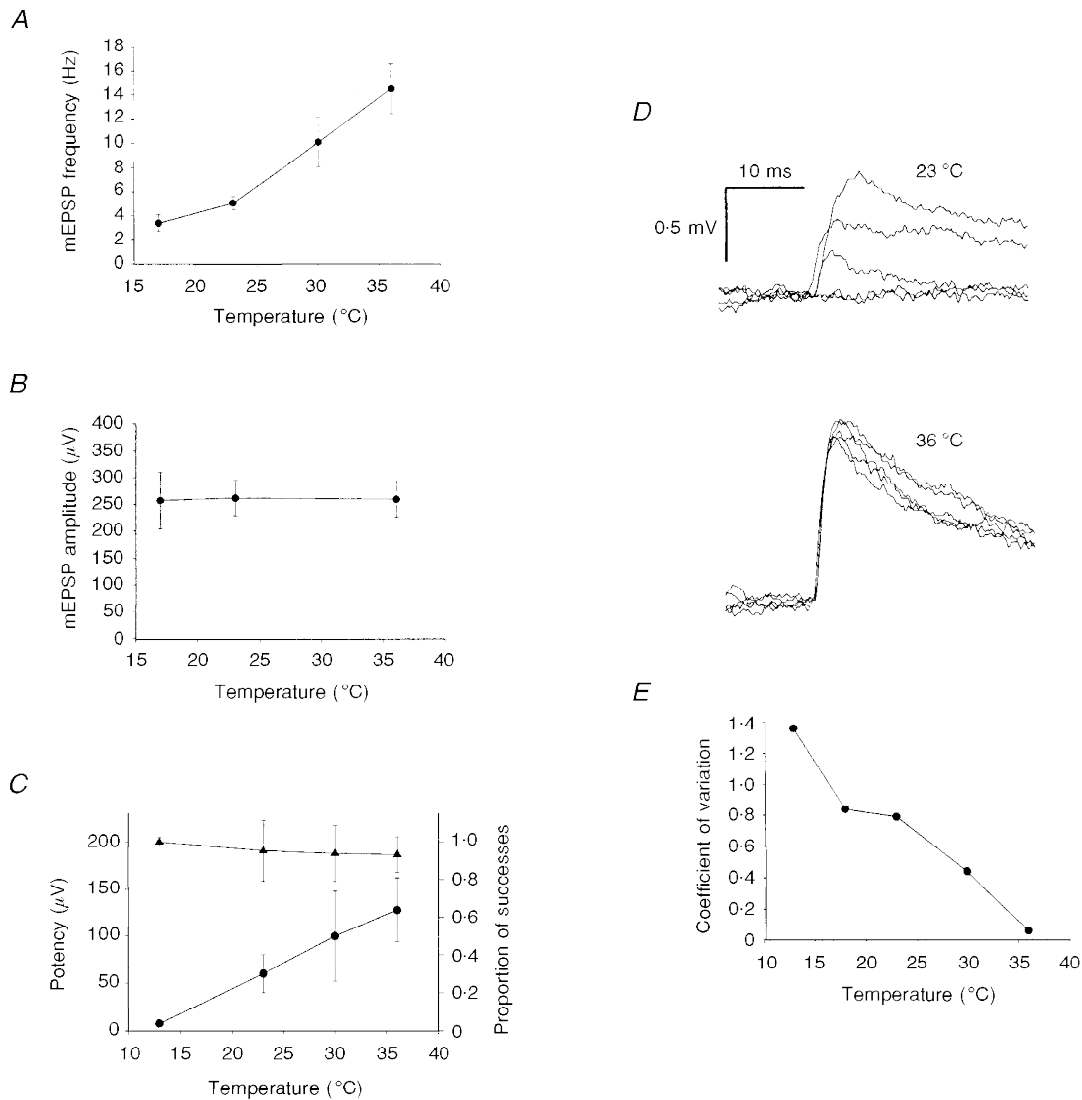 A
mEPSP frequency (Hz)
18
16
14
12
10
8
6
4
2
0
15 20 25 30 35 40
Temperature (°C)
B
mEPSP amplitude (μV)
400
350
300
250
200
150
100
50
0
15 20 25 30 35 40
Temperature (°C)
C
Potency (μV)
200
150
100
50
0
1·0
0·8
0·6
0·4
0·2
0
Proportion of successes
10 15 20 25 30 35 40
Temperature (°C)
D
10 ms
23 °C
0·5 mV
36 °C
E
Coefficient of variation
1·4
1·2
1·0
0·8
0·6
0·4
0·2
0
10 15 20 25 30 35 40
Temperature (°C)